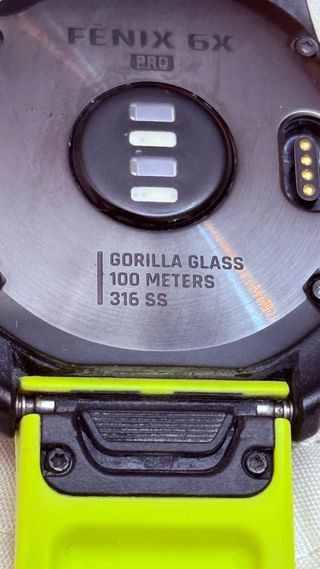 FENIX 6X
PRO
GORILLA GLASS
100 METERS
316 SS